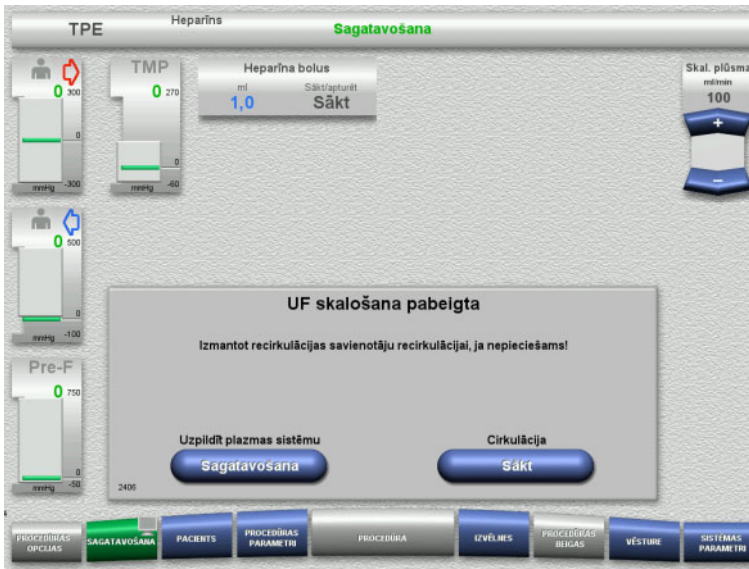 TPE
Heparīns
Sagatavošana
0 300
0
mmHg -300
TMP
0 270
0
mmHg -60
Heparīna bolus
ml Sākt/apturēt
1,0 Sākt
Skal. plūsma
ml/min
100
+
−
0 500
0
mmHg -100
Pre-F
0 750
0
mmHg -50
UF skalošana pabeigta
Izmantot recirkulācijas savienotāju recirkulācijai, ja nepieciešams!
Uzpildīt plazmas sistēmu Cirkulācija
Sagatavošana Sākt
2406
PROCEDŪRAS OPCIJAS
SAGATAVOŠANA
PACIENTS
PROCEDŪRAS PARAMETRI
PROCEDŪRA
IZVĒLNES
PROCEDŪRAS BEIGAS
VĒSTURE
SISTĒMAS PARAMETRI